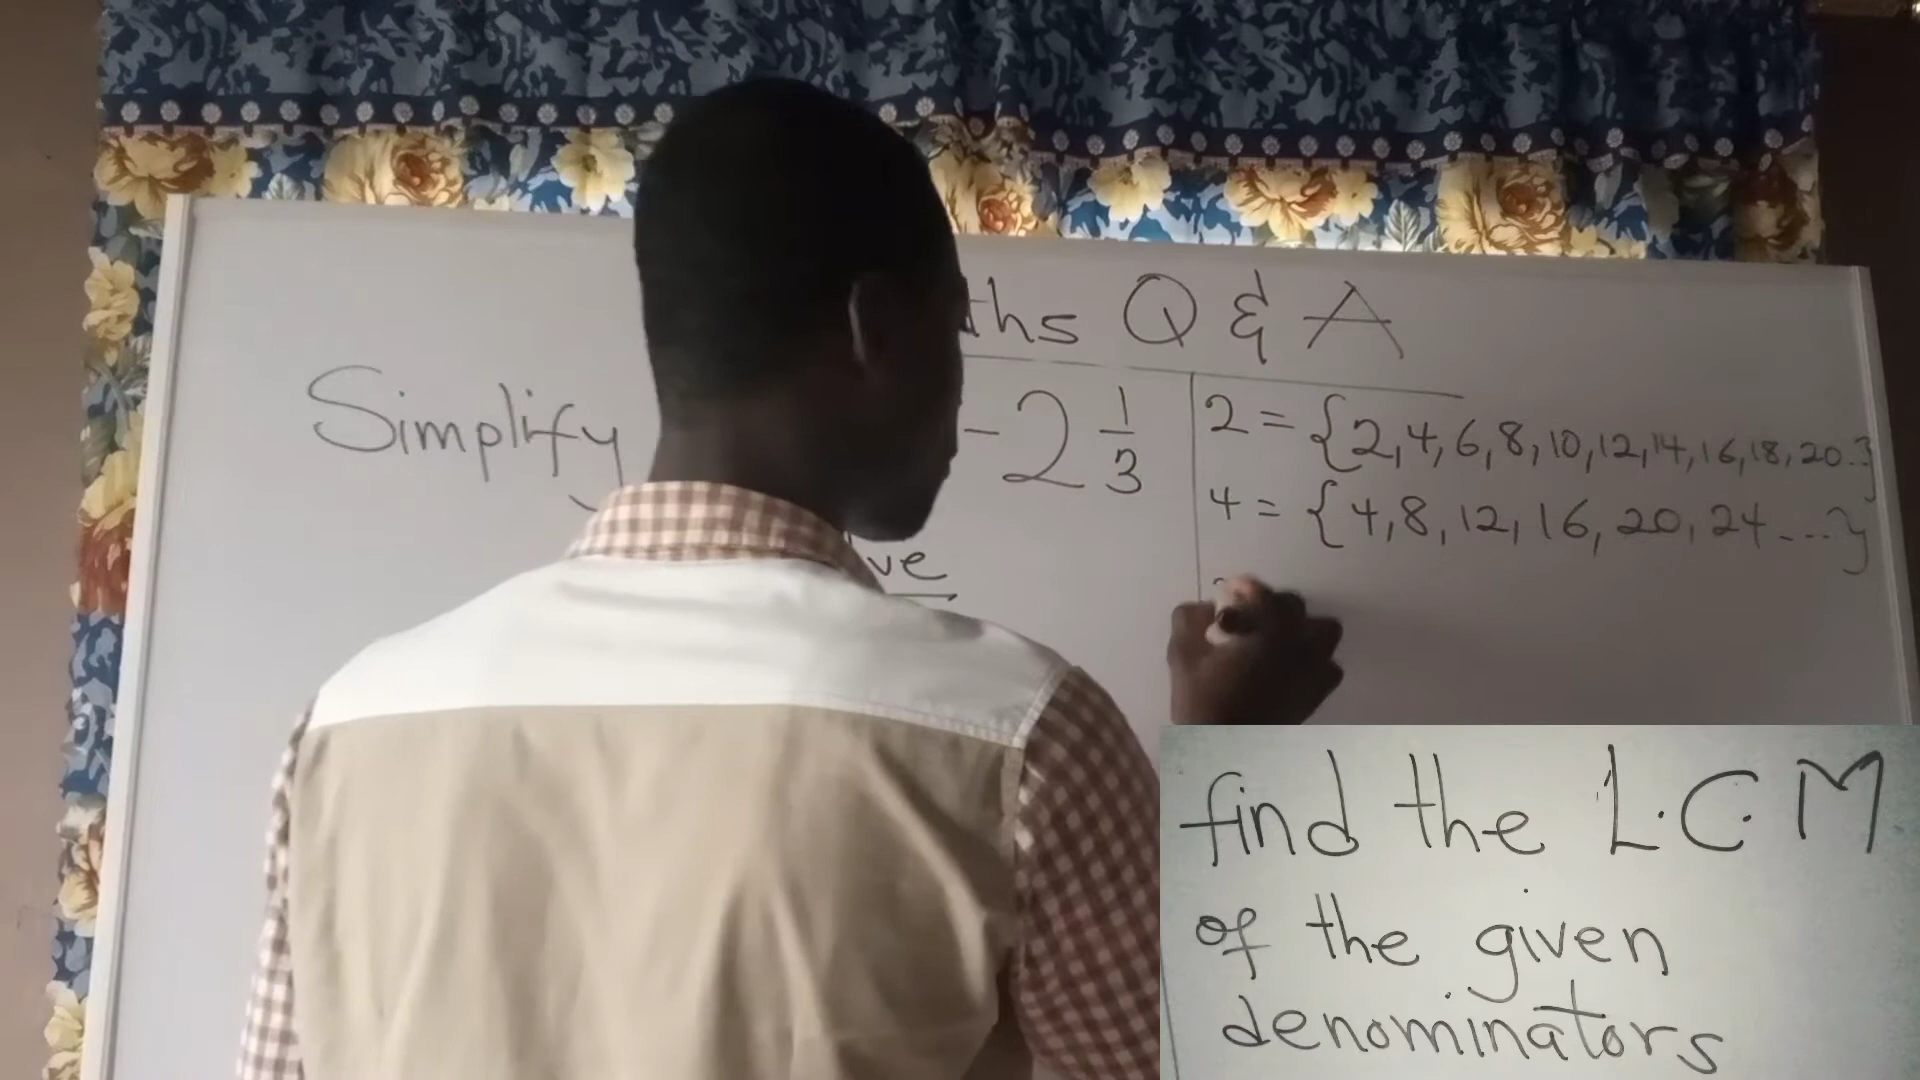 ths Q & A
Simplify - 2 1/3
2 = {2,4,6,8,10,12,14,16,18,20..}
4 = {4,8,12,16,20,24....}
ve
find the L.C.M
of the given
denominators